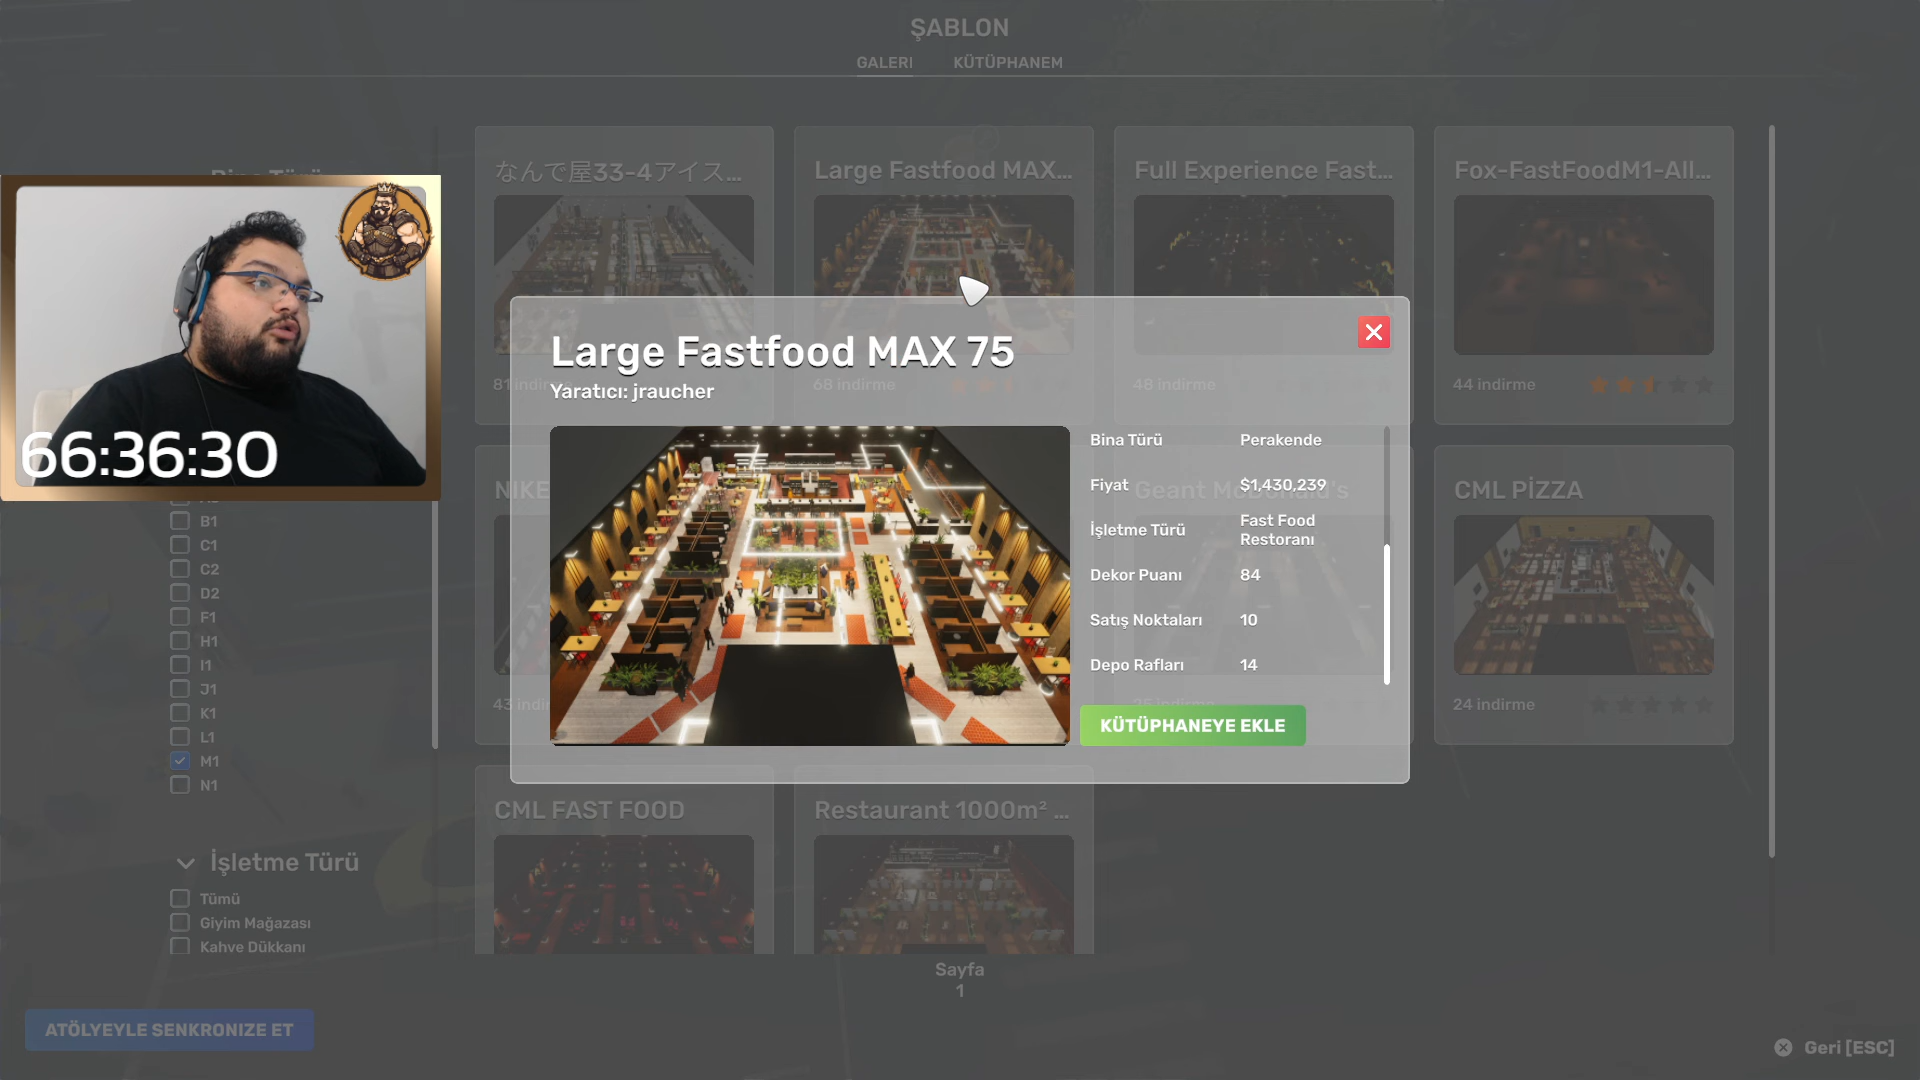 ŞABLON
GALERI
KÜTÜPHANEM
なんで屋33-4アイス...
Large Fastfood MAX...
Full Experience Fast...
Fox-FastFoodM1-All...
68 indirme
48 indirme
44 indirme
66:36:30
Large Fastfood MAX 75
Yaratıcı: jraucher
Bina Türü Perakende
Fiyat $1,430,239
İşletme Türü Fast Food
Restoranı
Dekor Puanı 84
Satış Noktaları 10
Depo Rafları 14
KÜTÜPHANEYE EKLE
NIKE
Geant McDonald's
CML PİZZA
24 indirme
B1
C1
C2
D2
F1
H1
I1
J1
K1
L1
M1
N1
İşletme Türü
Tümü
Giyim Mağazası
Kahve Dükkanı
CML FAST FOOD
Restaurant 1000m² ...
Sayfa
1
ATÖLYEYLE SENKRONIZE ET
Geri [ESC]